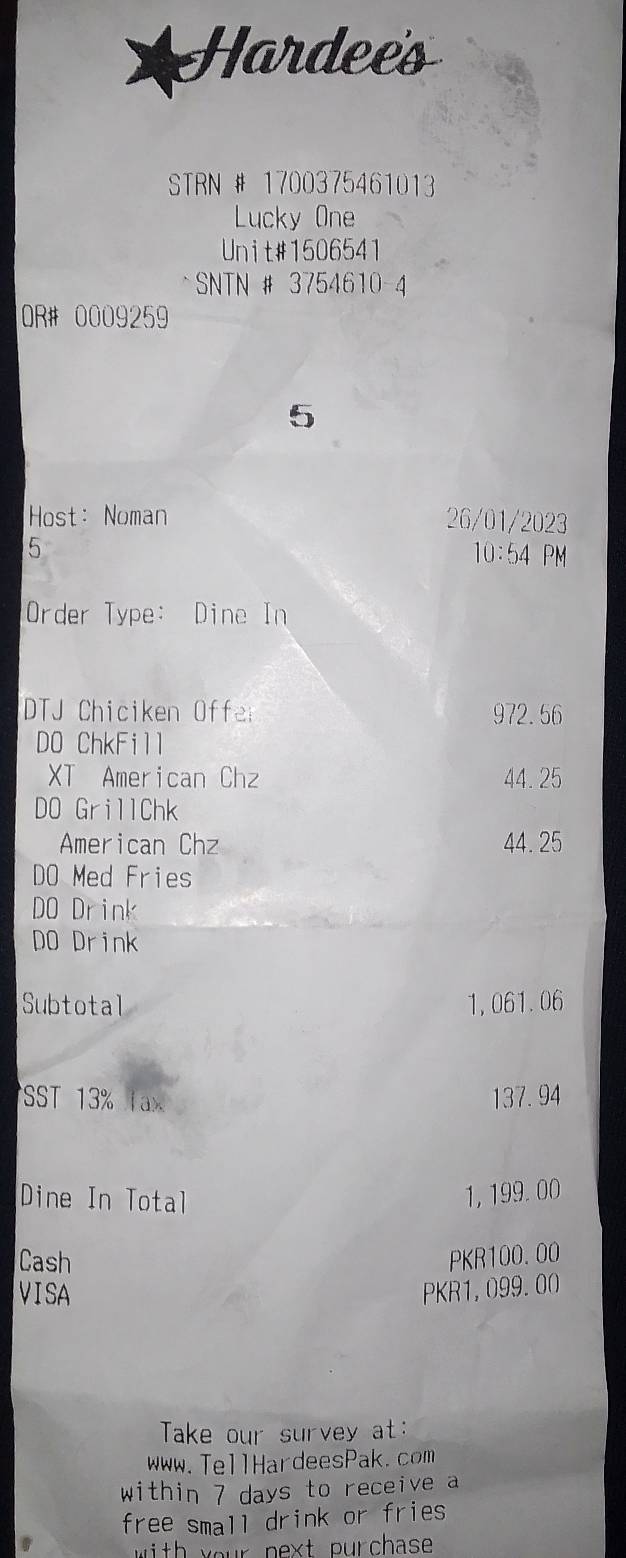 Hardee's
STRN # 1700375461013
Lucky One
Unit#1506541
SNTN # 3754610-4
OR# 0009259
5
Host: Noman 26/01/2023
5 10:54 PM
Order Type: Dine In
DTJ Chiciken Offer 972.56
DO ChkFill
XT American Chz 44.25
DO GrillChk
American Chz 44.25
DO Med Fries
DO Drink
DO Drink
Subtotal 1,061.06
SST 13% Tax 137.94
Dine In Total 1,199.00
Cash PKR100.00
VISA PKR1,099.00
Take our survey at:
www.TellHardeesPak.com
within 7 days to receive a
free small drink or fries
with your next purchase